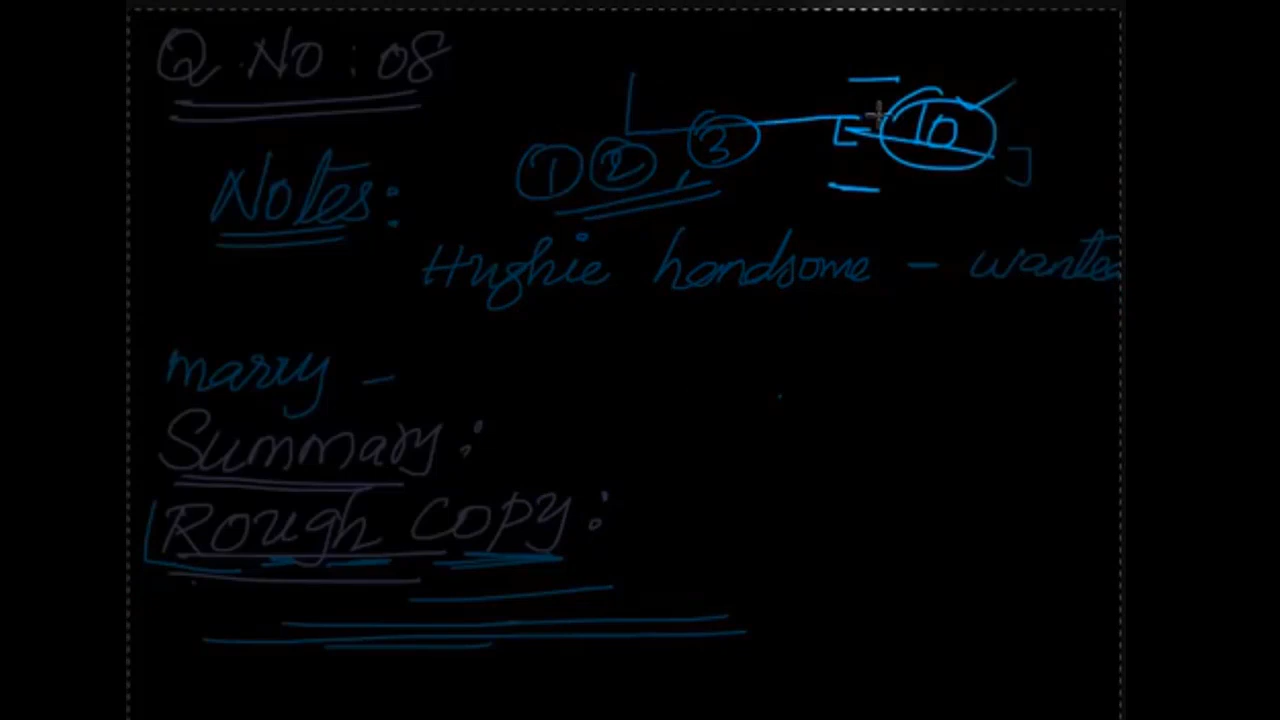 Q. No : 08
① ② ③ [ 10 ]
Notes:
Hughie handsome - wanted
marry -
Summary:
Rough Copy: